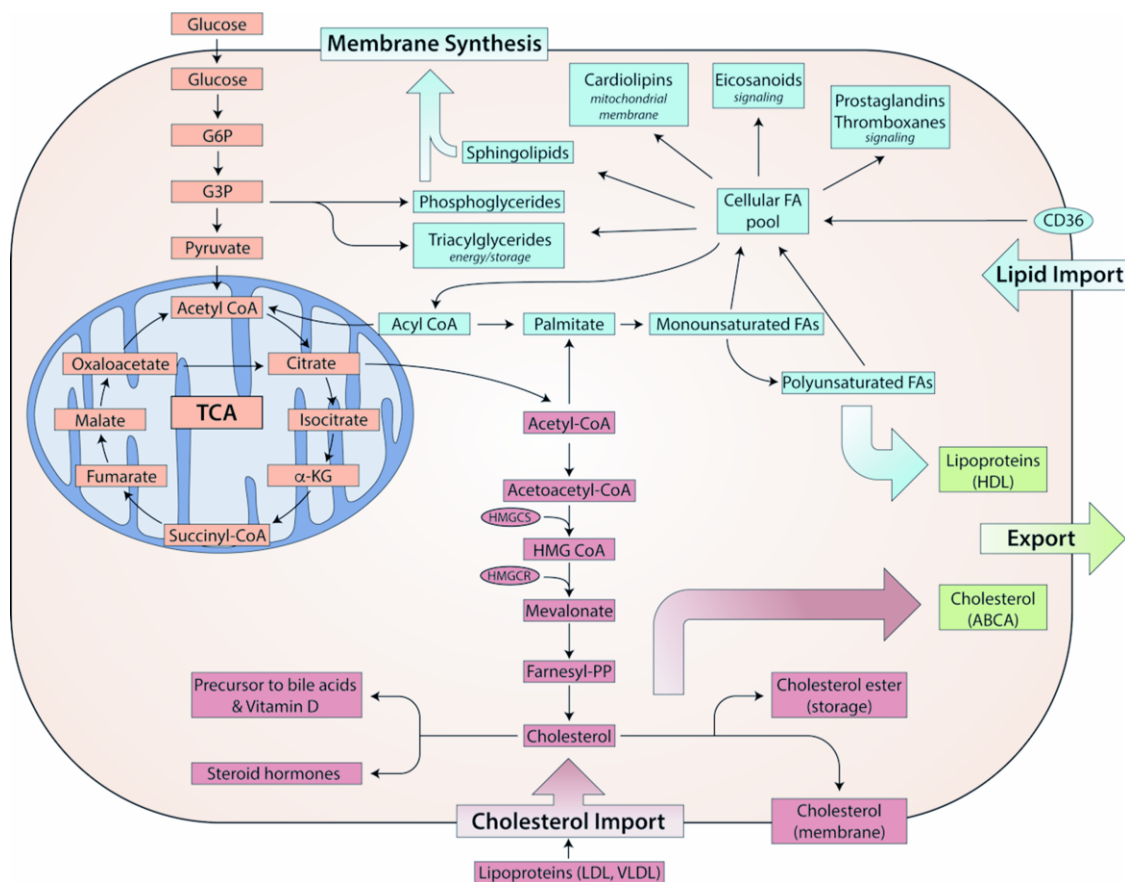 Glucose
Membrane Synthesis
Glucose
G6P
G3P
Pyruvate
Cardiolipins
mitochondrial
membrane
Eicosanoids
signaling
Prostaglandins
Thromboxanes
signaling
Sphingolipids
Phosphoglycerides
Triacylglycerides
energy/storage
Cellular FA
pool
CD36
Lipid Import
Acetyl CoA
Acyl CoA
Palmitate
Monounsaturated FAs
Polyunsaturated FAs
Oxaloacetate
Citrate
TCA
Malate
Isocitrate
Fumarate
α-KG
Succinyl-CoA
Acetyl-CoA
Acetoacetyl-CoA
HMGCS
HMG CoA
HMGCR
Mevalonate
Farnesyl-PP
Cholesterol
Lipoproteins
(HDL)
Export
Cholesterol
(ABCA)
Precursor to bile acids
& Vitamin D
Steroid hormones
Cholesterol ester
(storage)
Cholesterol
(membrane)
Cholesterol Import
Lipoproteins (LDL, VLDL)